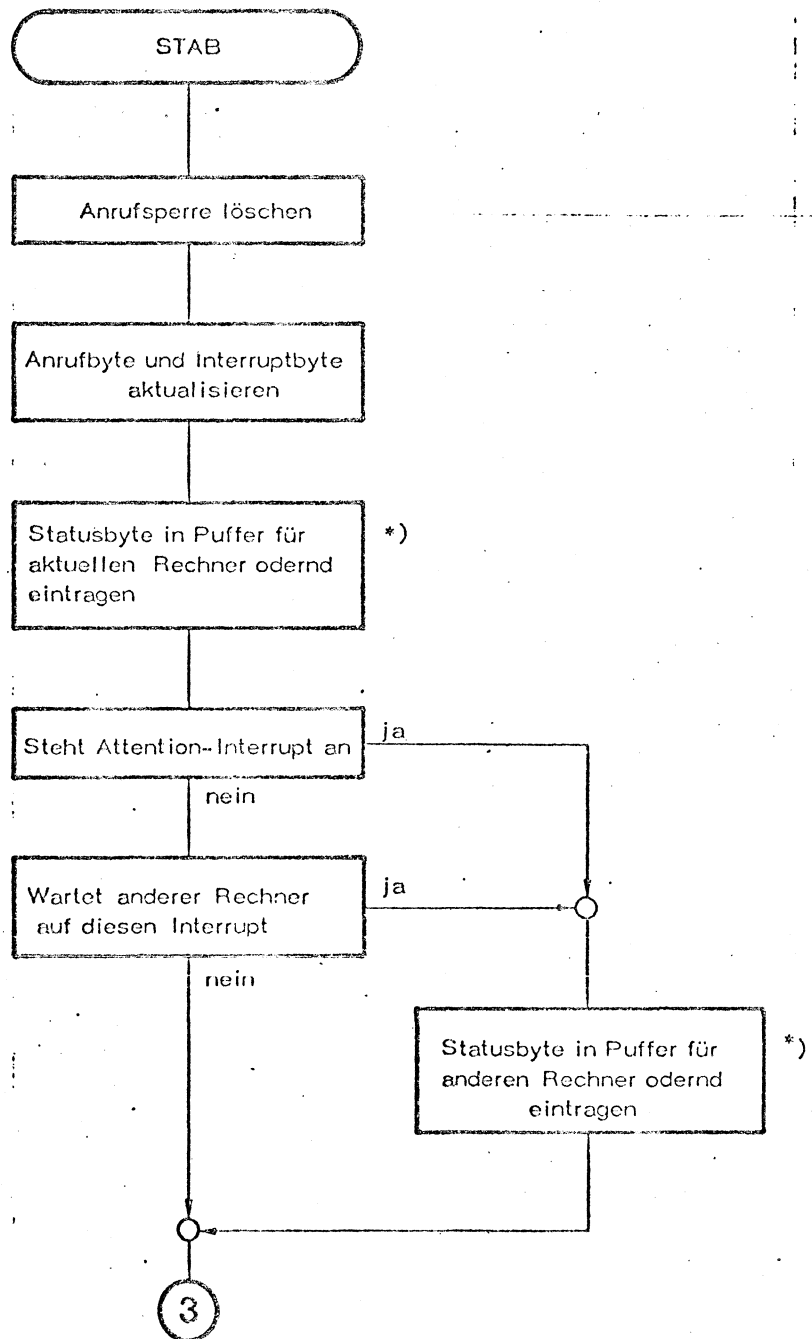 STAB
Anrufsperre löschen
Anrufbyte und Interruptbyte
aktualisieren
Statusbyte in Puffer für
aktuellen Rechner odernd
eintragen
*)
Steht Attention-Interrupt an
ja
nein
Wartet anderer Rechner
auf diesen Interrupt
ja
nein
Statusbyte in Puffer für
anderen Rechner odernd
eintragen
*)
3